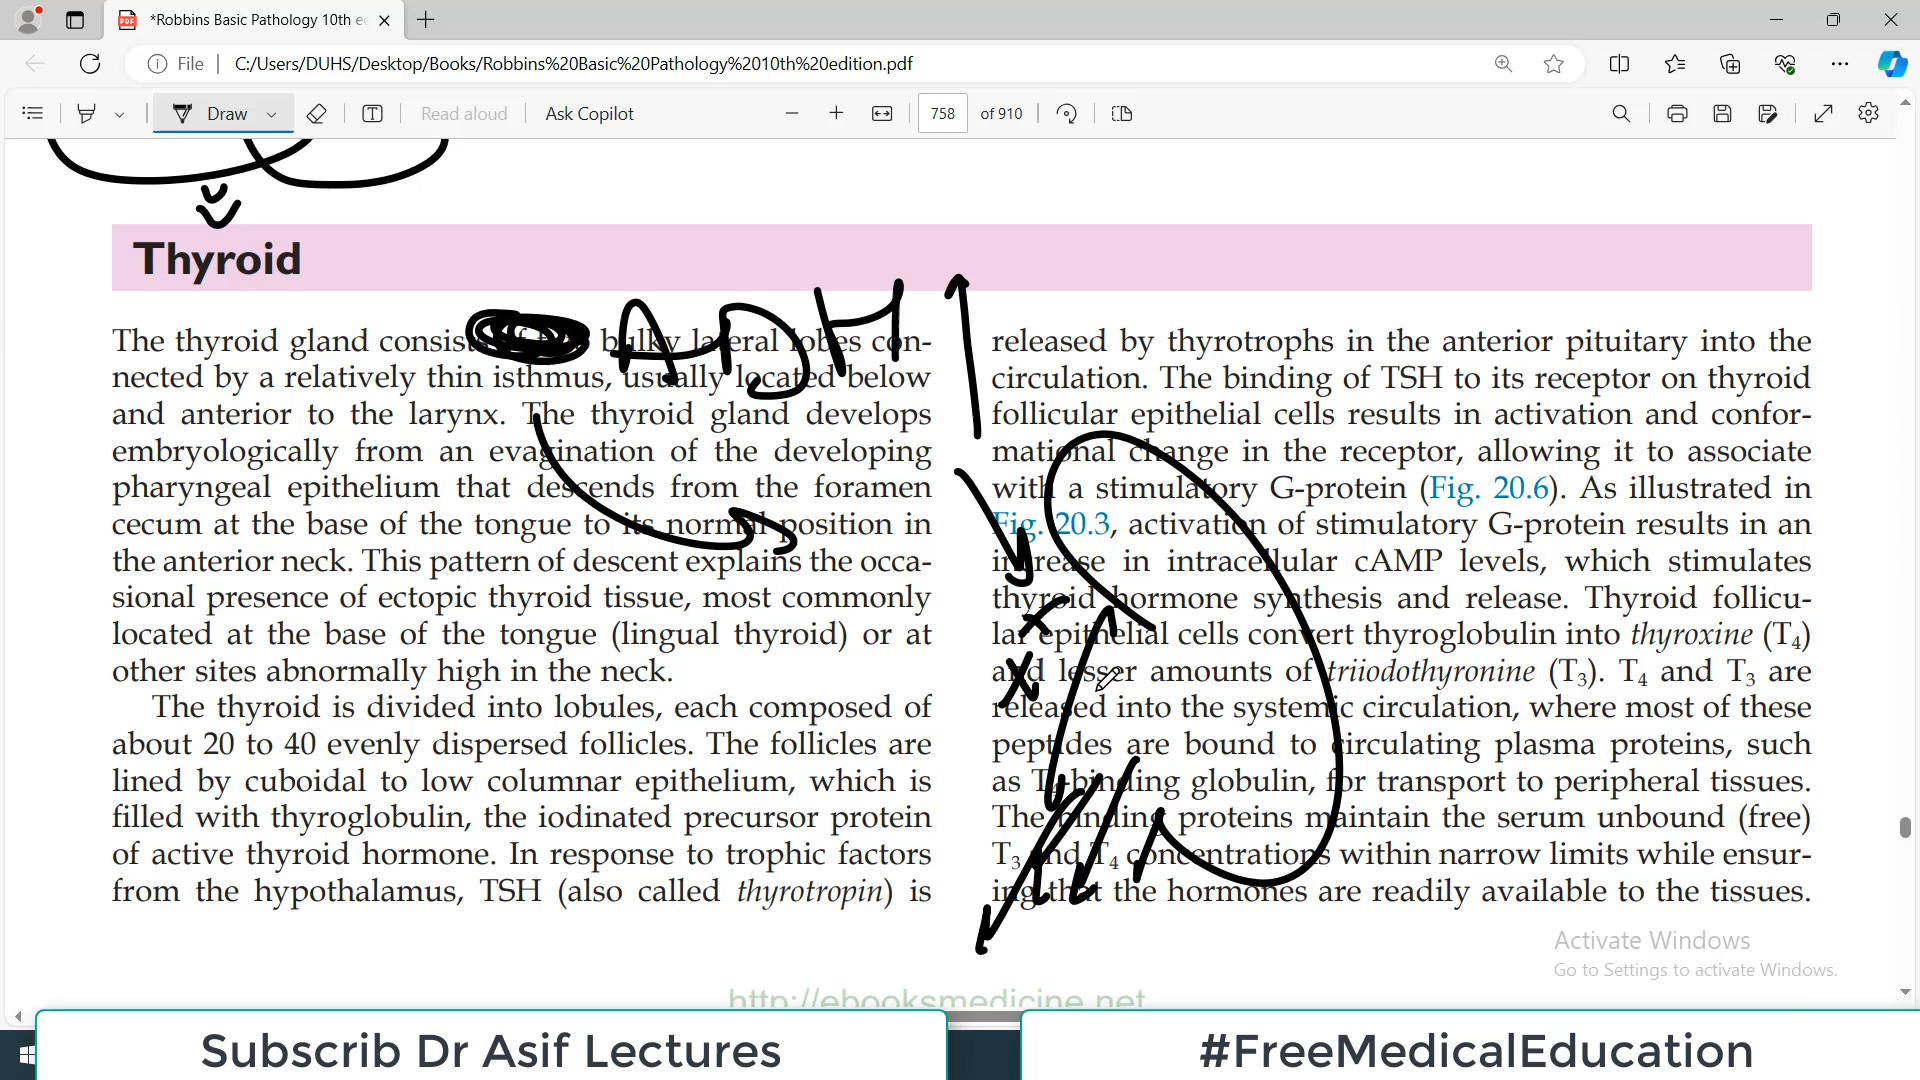 *Robbins Basic Pathology 10th e
File
C:/Users/DUHS/Desktop/Books/Robbins%20Basic%20Pathology%2010th%20edition.pdf
Draw
Read aloud
Ask Copilot
758
of 910
Thyroid
ADH
The thyroid gland consists of bulky lateral lobes con-
nected by a relatively thin isthmus, usually located below
and anterior to the larynx. The thyroid gland develops
embryologically from an evagination of the developing
pharyngeal epithelium that descends from the foramen
cecum at the base of the tongue to its normal position in
the anterior neck. This pattern of descent explains the occa-
sional presence of ectopic thyroid tissue, most commonly
located at the base of the tongue (lingual thyroid) or at
other sites abnormally high in the neck.
The thyroid is divided into lobules, each composed of
about 20 to 40 evenly dispersed follicles. The follicles are
lined by cuboidal to low columnar epithelium, which is
filled with thyroglobulin, the iodinated precursor protein
of active thyroid hormone. In response to trophic factors
from the hypothalamus, TSH (also called thyrotropin) is
released by thyrotrophs in the anterior pituitary into the
circulation. The binding of TSH to its receptor on thyroid
follicular epithelial cells results in activation and confor-
mational change in the receptor, allowing it to associate
with a stimulatory G-protein (Fig. 20.6). As illustrated in
Fig. 20.3, activation of stimulatory G-protein results in an
increase in intracellular cAMP levels, which stimulates
thyroid hormone synthesis and release. Thyroid follicu-
lar epithelial cells convert thyroglobulin into thyroxine (T4)
and lesser amounts of triiodothyronine (T3). T4 and T3 are
released into the systemic circulation, where most of these
peptides are bound to circulating plasma proteins, such
as T4-binding globulin, for transport to peripheral tissues.
The binding proteins maintain the serum unbound (free)
T3 and T4 concentrations within narrow limits while ensur-
ing that the hormones are readily available to the tissues.
Activate Windows
Go to Settings to activate Windows.
http://ebooksmedicine.net
Subscrib Dr Asif Lectures
#FreeMedicalEducation